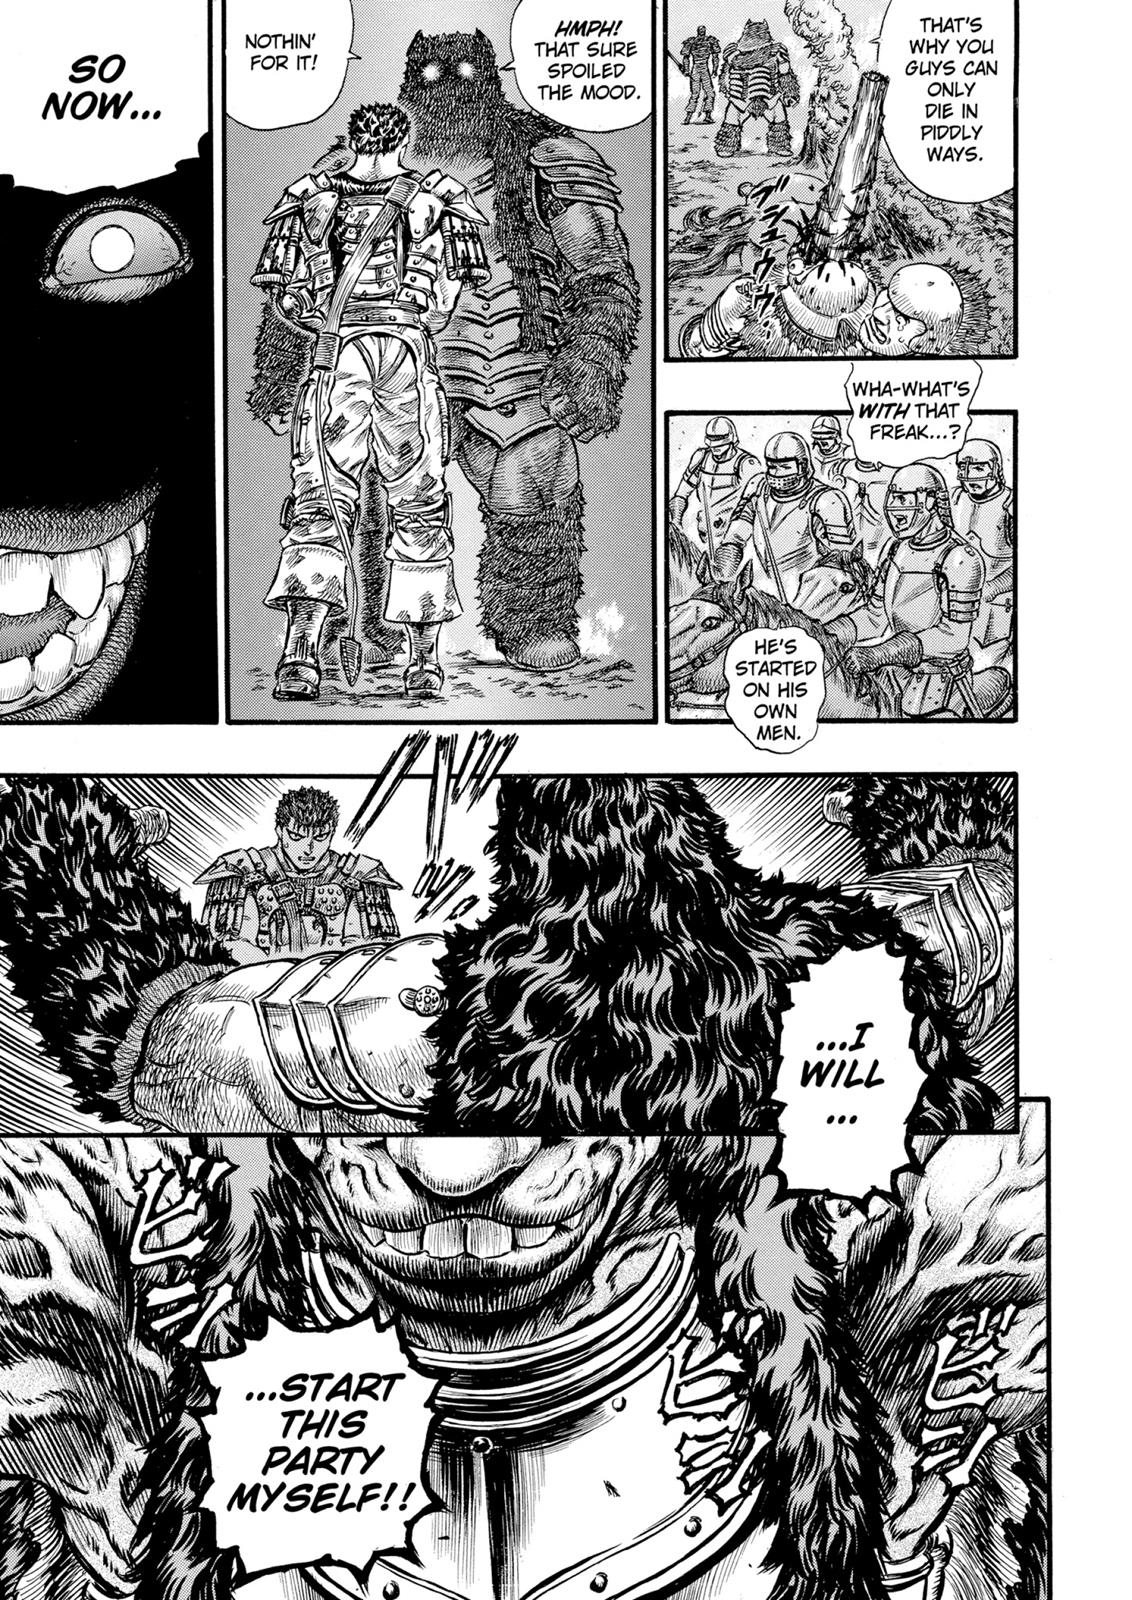 THAT'S
WHY YOU
GUYS CAN
ONLY
DIE IN
PIDDLY
WAYS.
WHA-WHAT'S
WITH THAT
FREAK...?
HE'S
STARTED
ON HIS
OWN
MEN.
HMPH!
THAT SURE
SPOILED
THE MOOD.
NOTHIN'
FOR IT!
SO
NOW...
...I
WILL
...
...START
THIS
PARTY
MYSELF!!